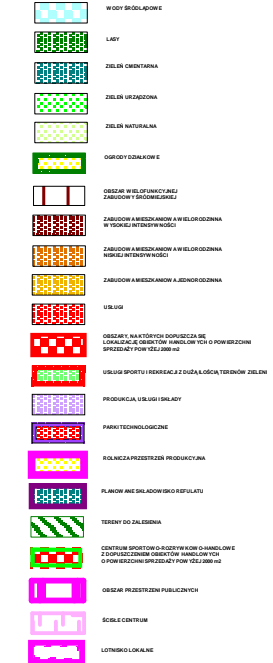 WODY ŚRÓDLĄDOWE
LASY
ZIELEŃ CMENTARNA
ZIELEŃ URZĄDZONA
ZIELEŃ NATURALNA
OGRODY DZIAŁKOWE
OBSZAR WIELOFUNKCYJNEJ
ZABUDOWY ŚRÓDMIEJSKIEJ
ZABUDOWA MIESZKANIOWA WIELORODZINNA
WYSOKIEJ INTENSYWNOŚCI
ZABUDOWA MIESZKANIOWA WIELORODZINNA
NISKIEJ INTENSYWNOŚCI
ZABUDOWA MIESZKANIOWA JEDNORODZINNA
USŁUGI
OBSZARY, NA KTÓRYCH DOPUSZCZA SIĘ
LOKALIZACJĘ OBIEKTÓW HANDLOWYCH O POWIERZCHNI
SPRZEDAŻY POWYŻEJ 2000 m2
USŁUGI SPORTU I REKREACJI Z DUŻĄ ILOŚCIĄ TERENÓW ZIELENI
PRODUKCJA, USŁUGI I SKŁADY
PARKI TECHNOLOGICZNE
ROLNICZA PRZESTRZEŃ PRODUKCYJNA
PLANOWANE SKŁADOWISKO REFULATU
TERENY DO ZALESIENIA
CENTRUM SPORTOWO-ROZRYWKOWO-HANDLOWE
Z DOPUSZCZENIEM OBIEKTÓW HANDLOWYCH
O POWIERZCHNI SPRZEDAŻY POWYŻEJ 2000 m2
OBSZAR PRZESTRZENI PUBLICZNYCH
ŚCISŁE CENTRUM
LOTNISKO LOKALNE